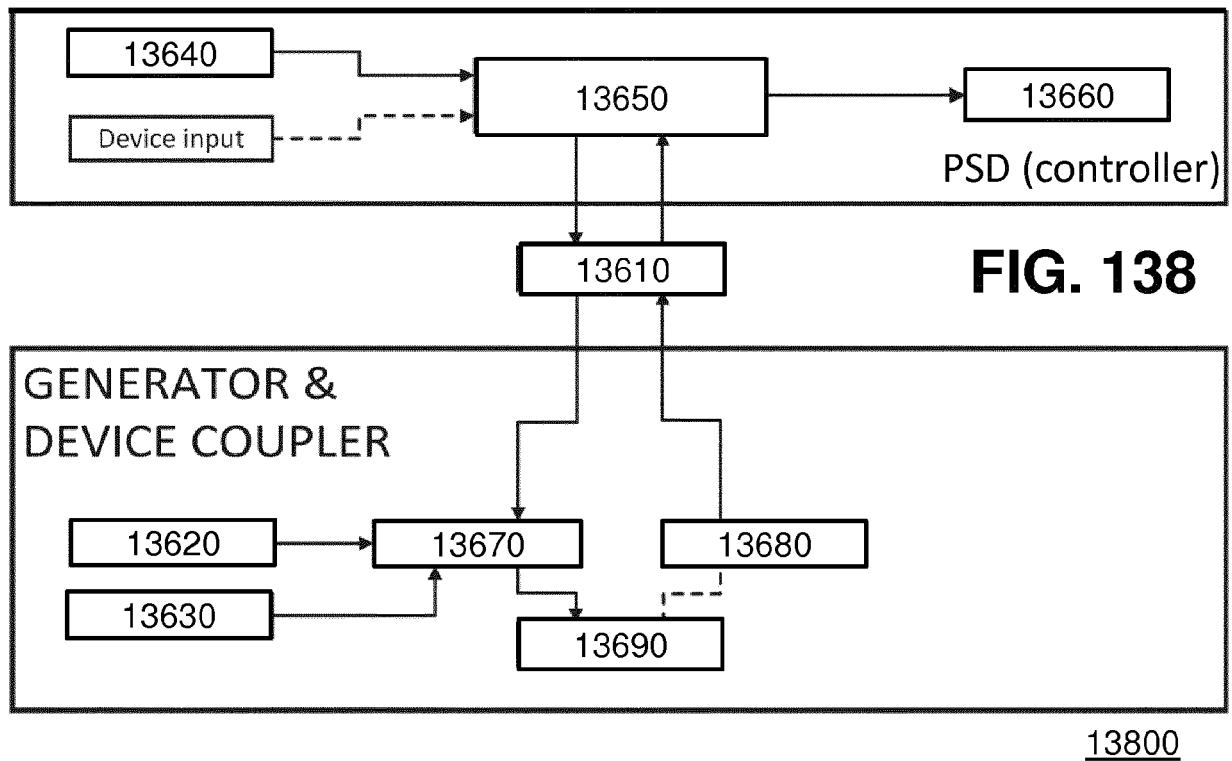 13640
13650
13660
Device input
PSD (controller)
13610
FIG. 138
GENERATOR &
DEVICE COUPLER
13620
13670
13680
13630
13690
13800